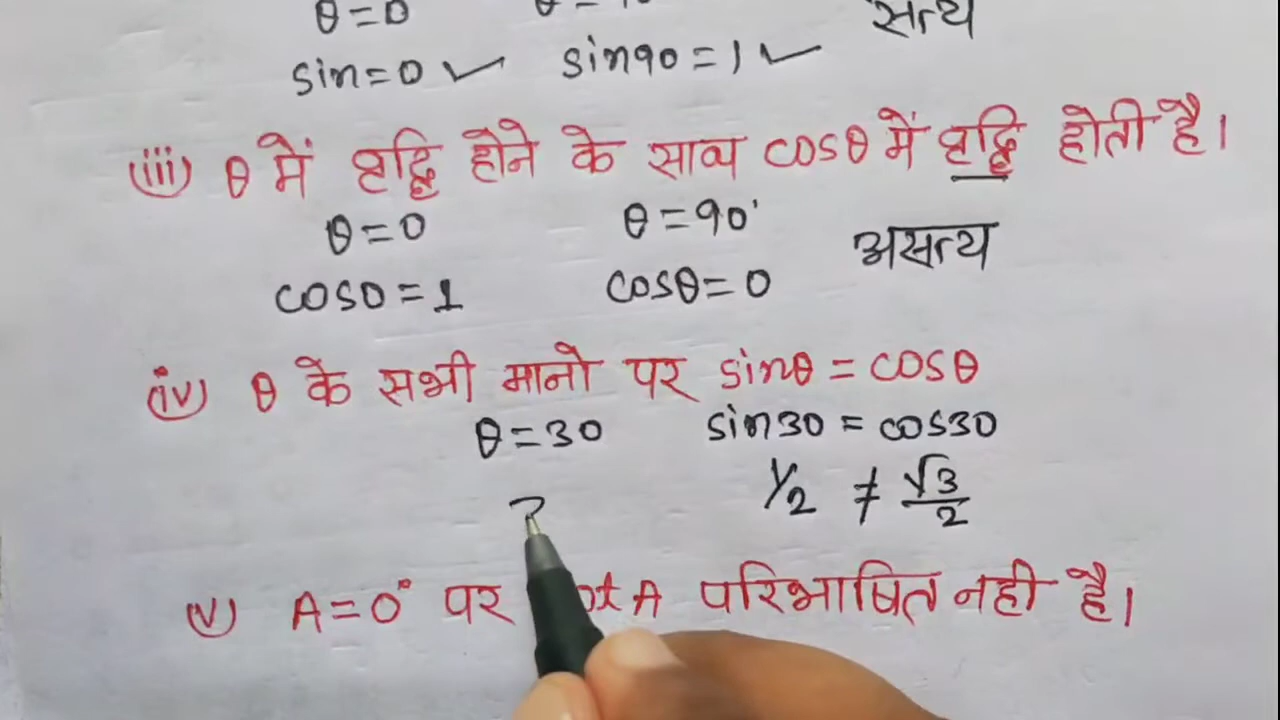 θ=0
sin=0 ✓ sin90=1 ✓ सत्य
(iii) θ में वृद्धि होने के साथ cosθ में वृद्धि होती है।
θ=0 θ=90°
cos0=1 cosθ=0 असत्य
(iv) θ के सभी मानो पर sinθ=cosθ
θ=30 sin30=cos30
1/2 ≠ √3/2
(v) A=0° पर A परिभाषित नही है।